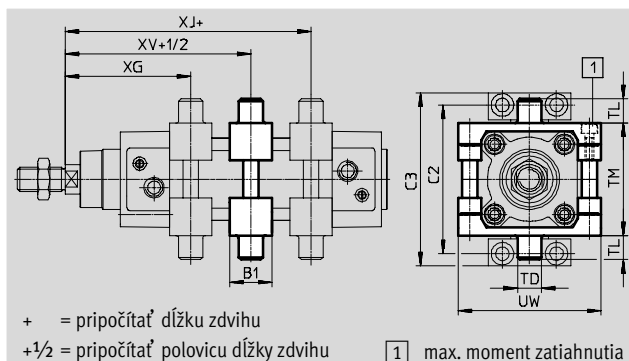 XJ+
XV+1/2
XG
1
TL
C3
C2
TM
B1
TL
TD
UW
+ = pripočítať dĺžku zdvihu
+½ = pripočítať polovicu dĺžky zdvihu
1 max. moment zatiahnutia